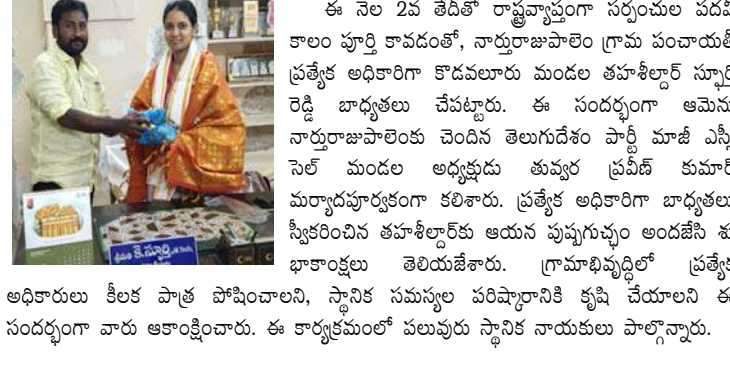 ఈ నెల 2వ తేదీతో రాష్ట్రవ్యాప్తంగా సర్పంచుల పదవి
కాలం పూర్తి కావడంతో, నార్తురాజుపాలెం గ్రామ పంచాయతీ
ప్రత్యేక అధికారిగా కొడవలూరు మండల తహశీల్దార్ స్ఫూర్తి
రెడ్డి బాధ్యతలు చేపట్టారు. ఈ సందర్భంగా ఆమెను
నార్తురాజుపాలెంకు చెందిన తెలుగుదేశం పార్టీ మాజీ ఎస్సీ
సెల్ మండల అధ్యక్షుడు తువ్వర ప్రవీణ్ కుమార్
మర్యాదపూర్వకంగా కలిశారు. ప్రత్యేక అధికారిగా బాధ్యతలు
స్వీకరించిన తహశీల్దార్‌కు ఆయన పుష్పగుచ్ఛం అందజేసి శు
భాకాంక్షలు తెలియజేశారు. గ్రామాభివృద్ధిలో ప్రత్యేక
అధికారులు కీలక పాత్ర పోషించాలని, స్థానిక సమస్యల పరిష్కారానికి కృషి చేయాలని ఈ
సందర్భంగా వారు ఆకాంక్షించారు. ఈ కార్యక్రమంలో పలువురు స్థానిక నాయకులు పాల్గొన్నారు.
శ్రీమతి కె.స్ఫూర్తి